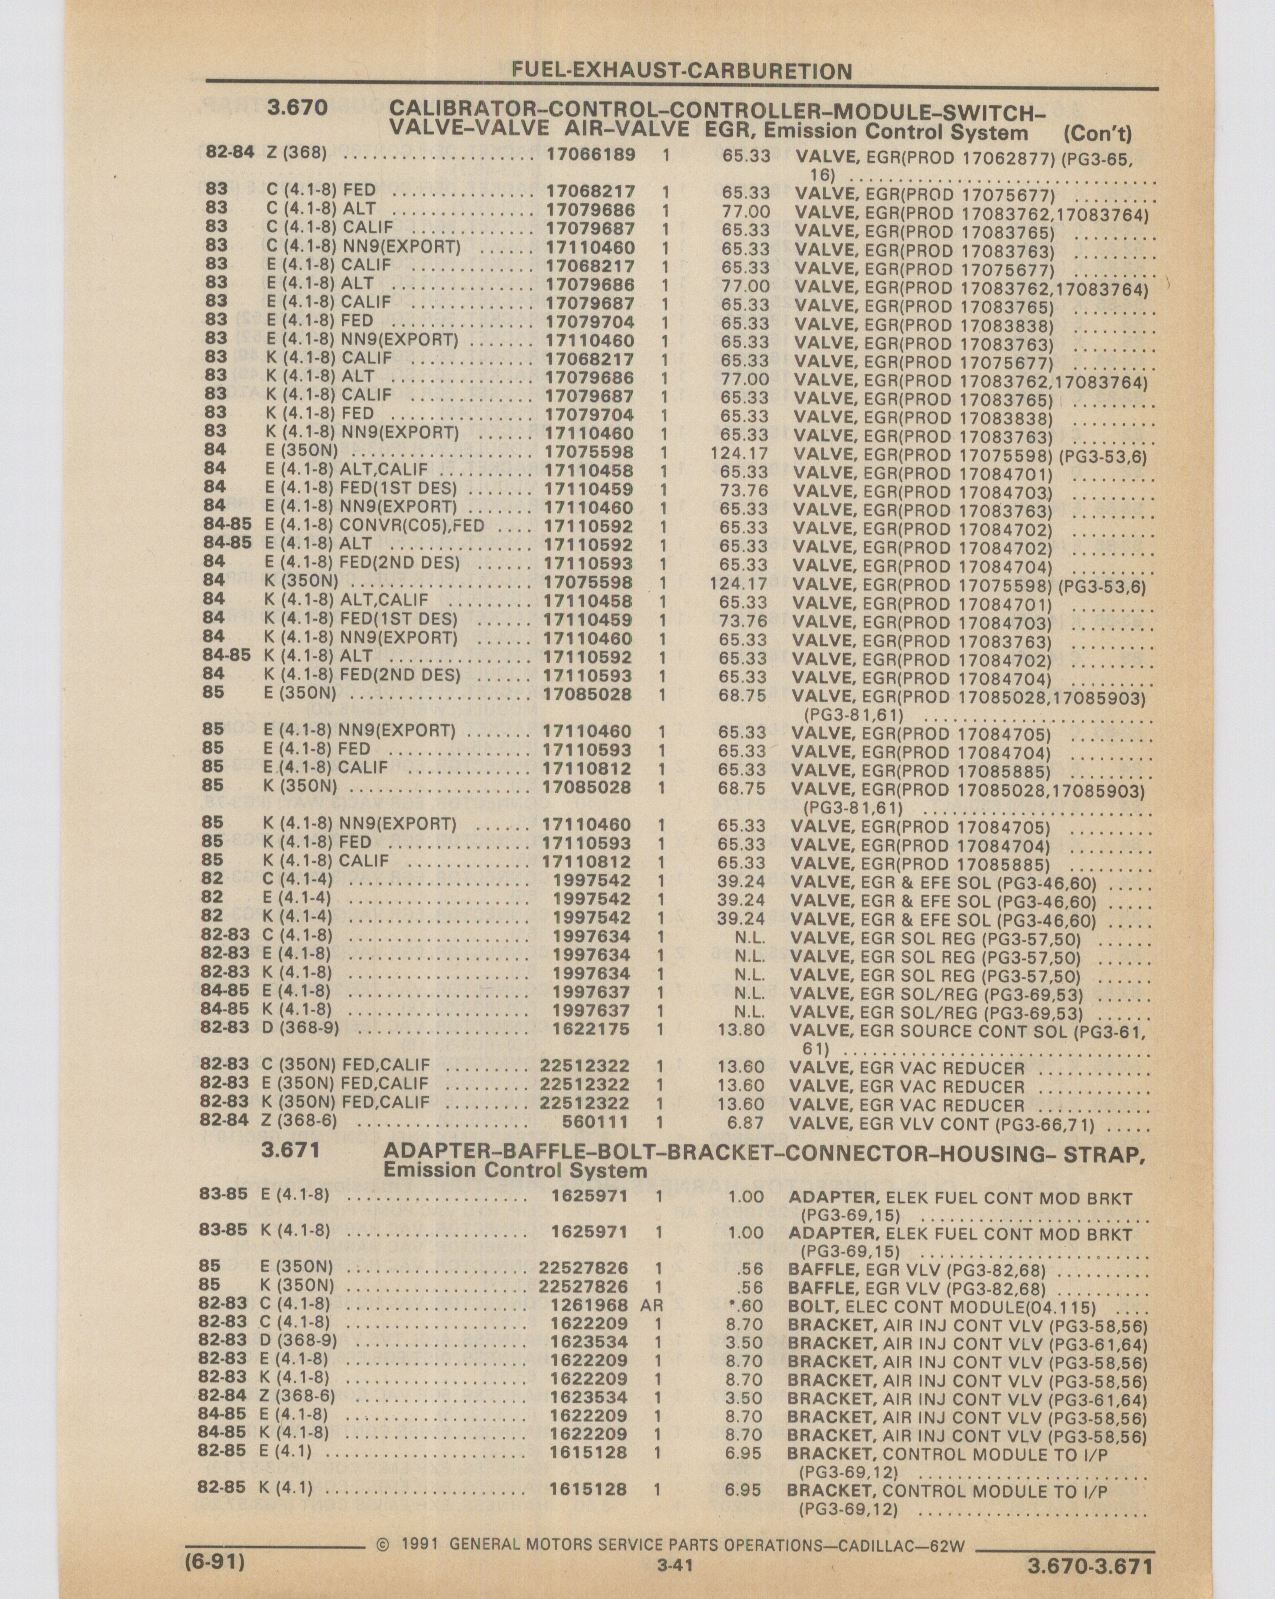 FUEL-EXHAUST-CARBURETION
3.670 CALIBRATOR–CONTROL–CONTROLLER–MODULE–SWITCH–
VALVE–VALVE AIR–VALVE EGR, Emission Control System (Con't)
82-84 Z (368) .................... 17066189 1 65.33 VALVE, EGR(PROD 17062877) (PG3-65,
16) ................................
83 C (4.1-8) FED ............... 17068217 1 65.33 VALVE, EGR(PROD 17075677) .........
83 C (4.1-8) ALT ............... 17079686 1 77.00 VALVE, EGR(PROD 17083762,17083764)
83 C (4.1-8) CALIF ............. 17079687 1 65.33 VALVE, EGR(PROD 17083765) .........
83 C (4.1-8) NN9(EXPORT) ...... 17110460 1 65.33 VALVE, EGR(PROD 17083763) .........
83 E (4.1-8) CALIF ............. 17068217 1 65.33 VALVE, EGR(PROD 17075677) .........
83 E (4.1-8) ALT ............... 17079686 1 77.00 VALVE, EGR(PROD 17083762,17083764)
83 E (4.1-8) CALIF ............. 17079687 1 65.33 VALVE, EGR(PROD 17083765) .........
83 E (4.1-8) FED ............... 17079704 1 65.33 VALVE, EGR(PROD 17083838) .........
83 E (4.1-8) NN9(EXPORT) ....... 17110460 1 65.33 VALVE, EGR(PROD 17083763) .........
83 K (4.1-8) CALIF ............. 17068217 1 65.33 VALVE, EGR(PROD 17075677) .........
83 K (4.1-8) ALT ............... 17079686 1 77.00 VALVE, EGR(PROD 17083762,17083764)
83 K (4.1-8) CALIF ............. 17079687 1 65.33 VALVE, EGR(PROD 17083765) .........
83 K (4.1-8) FED ............... 17079704 1 65.33 VALVE, EGR(PROD 17083838) .........
83 K (4.1-8) NN9(EXPORT) ...... 17110460 1 65.33 VALVE, EGR(PROD 17083763) .........
84 E (350N) ................... 17075598 1 124.17 VALVE, EGR(PROD 17075598) (PG3-53,6)
84 E (4.1-8) ALT,CALIF .......... 17110458 1 65.33 VALVE, EGR(PROD 17084701) .........
84 E (4.1-8) FED(1ST DES) ....... 17110459 1 73.76 VALVE, EGR(PROD 17084703) .........
84 E (4.1-8) NN9(EXPORT) ....... 17110460 1 65.33 VALVE, EGR(PROD 17083763) .........
84-85 E (4.1-8) CONVR(C05),FED .... 17110592 1 65.33 VALVE, EGR(PROD 17084702) .........
84-85 E (4.1-8) ALT ............... 17110592 1 65.33 VALVE, EGR(PROD 17084702) .........
84 E (4.1-8) FED(2ND DES) ...... 17110593 1 65.33 VALVE, EGR(PROD 17084704) .........
84 K (350N) ................... 17075598 1 124.17 VALVE, EGR(PROD 17075598) (PG3-53,6)
84 K (4.1-8) ALT,CALIF ......... 17110458 1 65.33 VALVE, EGR(PROD 17084701) .........
84 K (4.1-8) FED(1ST DES) ...... 17110459 1 73.76 VALVE, EGR(PROD 17084703) .........
84 K (4.1-8) NN9(EXPORT) ...... 17110460 1 65.33 VALVE, EGR(PROD 17083763) .........
84-85 K (4.1-8) ALT ............... 17110592 1 65.33 VALVE, EGR(PROD 17084702) .........
84 K (4.1-8) FED(2ND DES) ...... 17110593 1 65.33 VALVE, EGR(PROD 17084704) .........
85 E (350N) ................... 17085028 1 68.75 VALVE, EGR(PROD 17085028,17085903)
(PG3-81,61) ........................
85 E (4.1-8) NN9(EXPORT) ....... 17110460 1 65.33 VALVE, EGR(PROD 17084705) .........
85 E (4.1-8) FED ............... 17110593 1 65.33 VALVE, EGR(PROD 17084704) .........
85 E.(4.1-8) CALIF ............. 17110812 1 65.33 VALVE, EGR(PROD 17085885) .........
85 K (350N) ................... 17085028 1 68.75 VALVE, EGR(PROD 17085028,17085903)
(PG3-81,61) ........................
85 K (4.1-8) NN9(EXPORT) ...... 17110460 1 65.33 VALVE, EGR(PROD 17084705) .........
85 K (4.1-8) FED ............... 17110593 1 65.33 VALVE, EGR(PROD 17084704) .........
85 K (4.1-8) CALIF ............. 17110812 1 65.33 VALVE, EGR(PROD 17085885) .........
82 C (4.1-4) ................... 1997542 1 39.24 VALVE, EGR & EFE SOL (PG3-46,60) .....
82 E (4.1-4) ................... 1997542 1 39.24 VALVE, EGR & EFE SOL (PG3-46,60) .....
82 K (4.1-4) ................... 1997542 1 39.24 VALVE, EGR & EFE SOL (PG3-46,60) .....
82-83 C (4.1-8) ................... 1997634 1 N.L. VALVE, EGR SOL REG (PG3-57,50) ......
82-83 E (4.1-8) ................... 1997634 1 N.L. VALVE, EGR SOL REG (PG3-57,50) ......
82-83 K (4.1-8) ................... 1997634 1 N.L. VALVE, EGR SOL REG (PG3-57,50) ......
84-85 E (4.1-8) ................... 1997637 1 N.L. VALVE, EGR SOL/REG (PG3-69,53) ......
84-85 K (4.1-8) ................... 1997637 1 N.L. VALVE, EGR SOL/REG (PG3-69,53) ......
82-83 D (368-9) .................. 1622175 1 13.80 VALVE, EGR SOURCE CONT SOL (PG3-61,
61) ................................
82-83 C (350N) FED,CALIF ......... 22512322 1 13.60 VALVE, EGR VAC REDUCER ............
82-83 E (350N) FED,CALIF ......... 22512322 1 13.60 VALVE, EGR VAC REDUCER ............
82-83 K (350N) FED,CALIF ......... 22512322 1 13.60 VALVE, EGR VAC REDUCER ............
82-84 Z (368-6) .................. 560111 1 6.87 VALVE, EGR VLV CONT (PG3-66,71) .....
3.671 ADAPTER–BAFFLE–BOLT–BRACKET–CONNECTOR–HOUSING– STRAP,
Emission Control System
83-85 E (4.1-8) ................... 1625971 1 1.00 ADAPTER, ELEK FUEL CONT MOD BRKT
(PG3-69,15) ........................
83-85 K (4.1-8) ................... 1625971 1 1.00 ADAPTER, ELEK FUEL CONT MOD BRKT
(PG3-69,15) ........................
85 E (350N) ................... 22527826 1 .56 BAFFLE, EGR VLV (PG3-82,68) ..........
85 K (350N) ................... 22527826 1 .56 BAFFLE, EGR VLV (PG3-82,68) ..........
82-83 C (4.1-8) ................... 1261968 AR *.60 BOLT, ELEC CONT MODULE(04.115) ....
82-83 C (4.1-8) ................... 1622209 1 8.70 BRACKET, AIR INJ CONT VLV (PG3-58,56)
82-83 D (368-9) .................. 1623534 1 3.50 BRACKET, AIR INJ CONT VLV (PG3-61,64)
82-83 E (4.1-8) ................... 1622209 1 8.70 BRACKET, AIR INJ CONT VLV (PG3-58,56)
82-83 K (4.1-8) ................... 1622209 1 8.70 BRACKET, AIR INJ CONT VLV (PG3-58,56)
82-84 Z (368-6) .................. 1623534 1 3.50 BRACKET, AIR INJ CONT VLV (PG3-61,64)
84-85 E (4.1-8) ................... 1622209 1 8.70 BRACKET, AIR INJ CONT VLV (PG3-58,56)
84-85 K (4.1-8) ................... 1622209 1 8.70 BRACKET, AIR INJ CONT VLV (PG3-58,56)
82-85 E (4.1) ..................... 1615128 1 6.95 BRACKET, CONTROL MODULE TO I/P
(PG3-69,12) ........................
82-85 K (4.1) ..................... 1615128 1 6.95 BRACKET, CONTROL MODULE TO I/P
(PG3-69,12) ........................
© 1991 GENERAL MOTORS SERVICE PARTS OPERATIONS—CADILLAC—62W
(6-91) 3-41 3.670-3.671